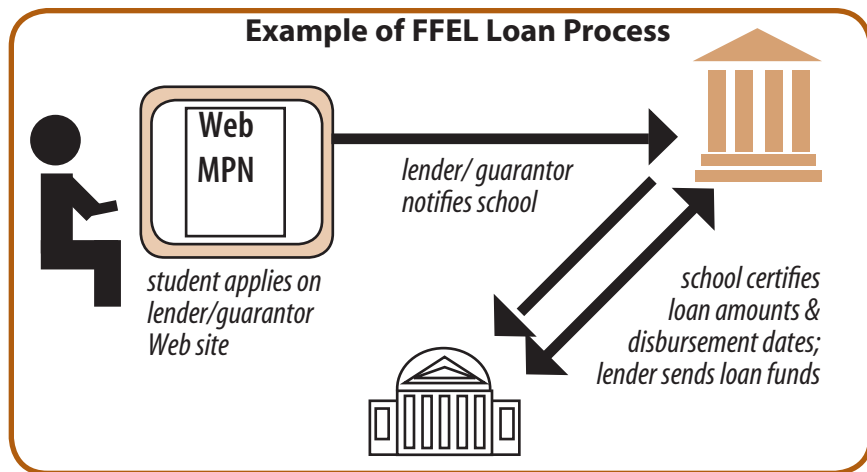 Example of FFEL Loan Process
Web
MPN
lender/ guarantor
notifies school
student applies on
lender/guarantor
Web site
school certifies
loan amounts &
disbursement dates;
lender sends loan funds